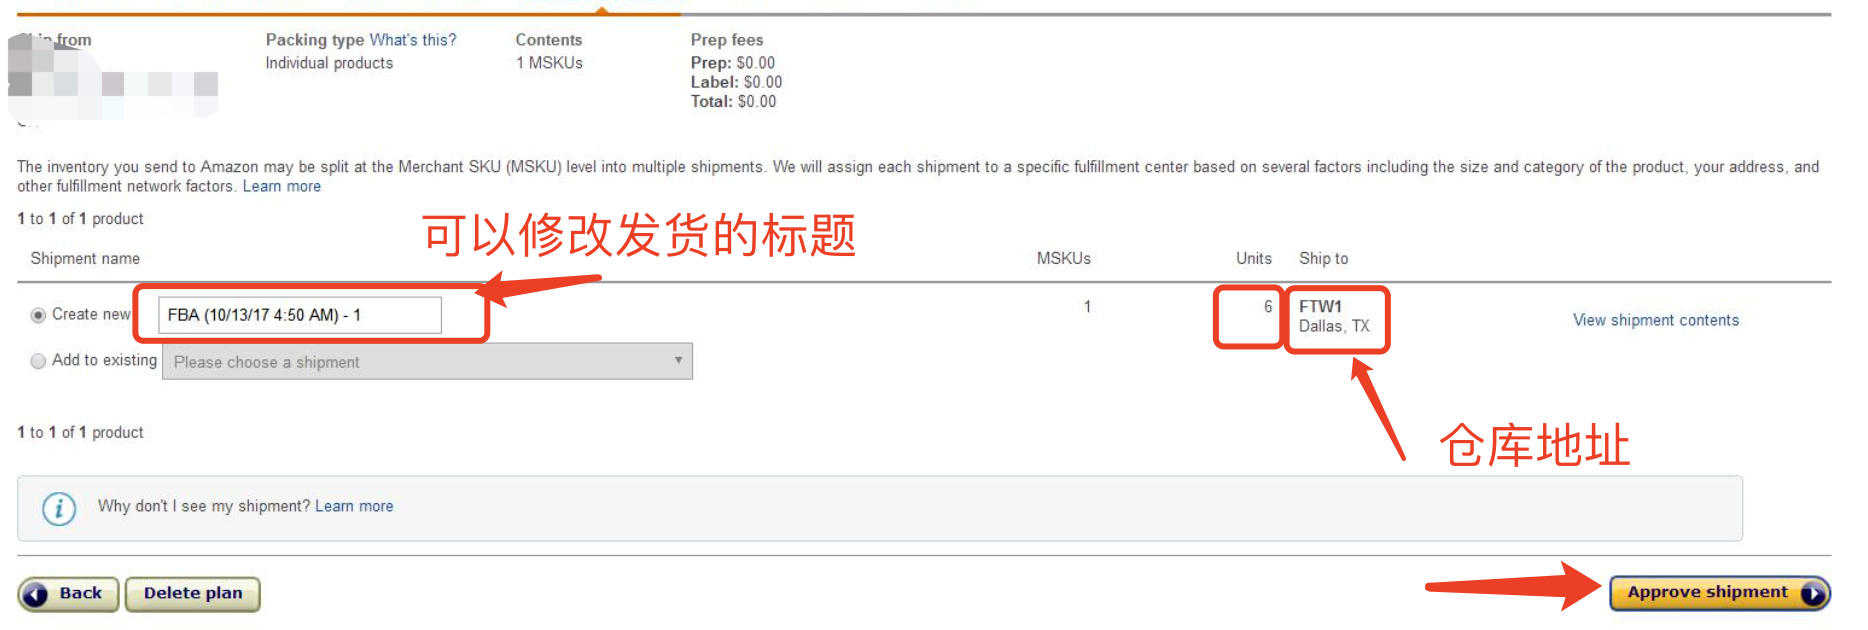 Ship from
Packing type What's this?
Contents
Prep fees
Individual products
1 MSKUs
Prep: $0.00
Label: $0.00
Total: $0.00
The inventory you send to Amazon may be split at the Merchant SKU (MSKU) level into multiple shipments. We will assign each shipment to a specific fulfillment center based on several factors including the size and category of the product, your address, and
other fulfillment network factors. Learn more
1 to 1 of 1 product
可以修改发货的标题
Shipment name
MSKUs
Units
Ship to
Create new
FBA (10/13/17 4:50 AM) - 1
1
6
FTW1
Dallas, TX
View shipment contents
Add to existing
Please choose a shipment
1 to 1 of 1 product
仓库地址
Why don't I see my shipment? Learn more
Back
Delete plan
Approve shipment